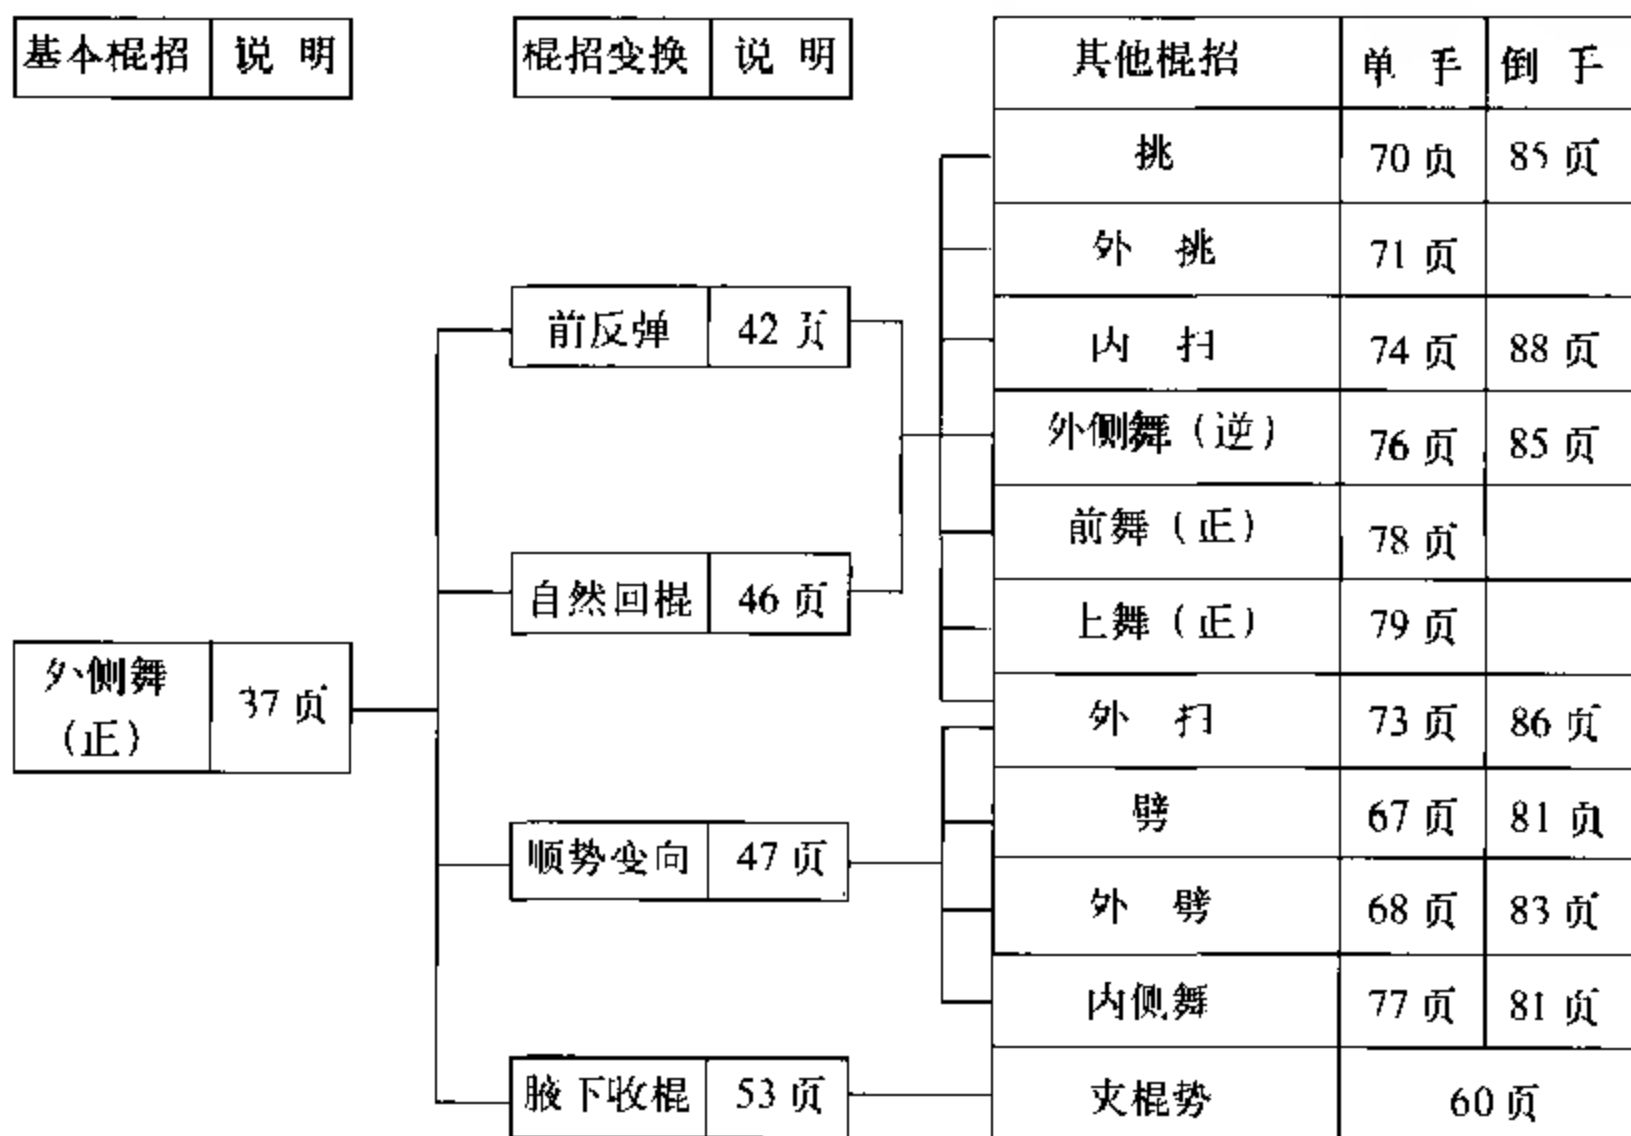 基本棍招 说 明 棍招变换 说 明 其他棍招 单 手 倒 手
挑 70 页 85 页
外 挑 71 页
前反弹 42 页 内 扫 74 页 88 页
外侧舞（逆） 76 页 85 页
前舞（正） 78 页
自然回棍 46 页 上舞（正） 79 页
外侧舞
（正） 37 页 外 扫 73 页 86 页
劈 67 页 81 页
顺势变向 47 页 外 劈 68 页 83 页
内侧舞 77 页 81 页
腋下收棍 53 页 夹棍势 60 页